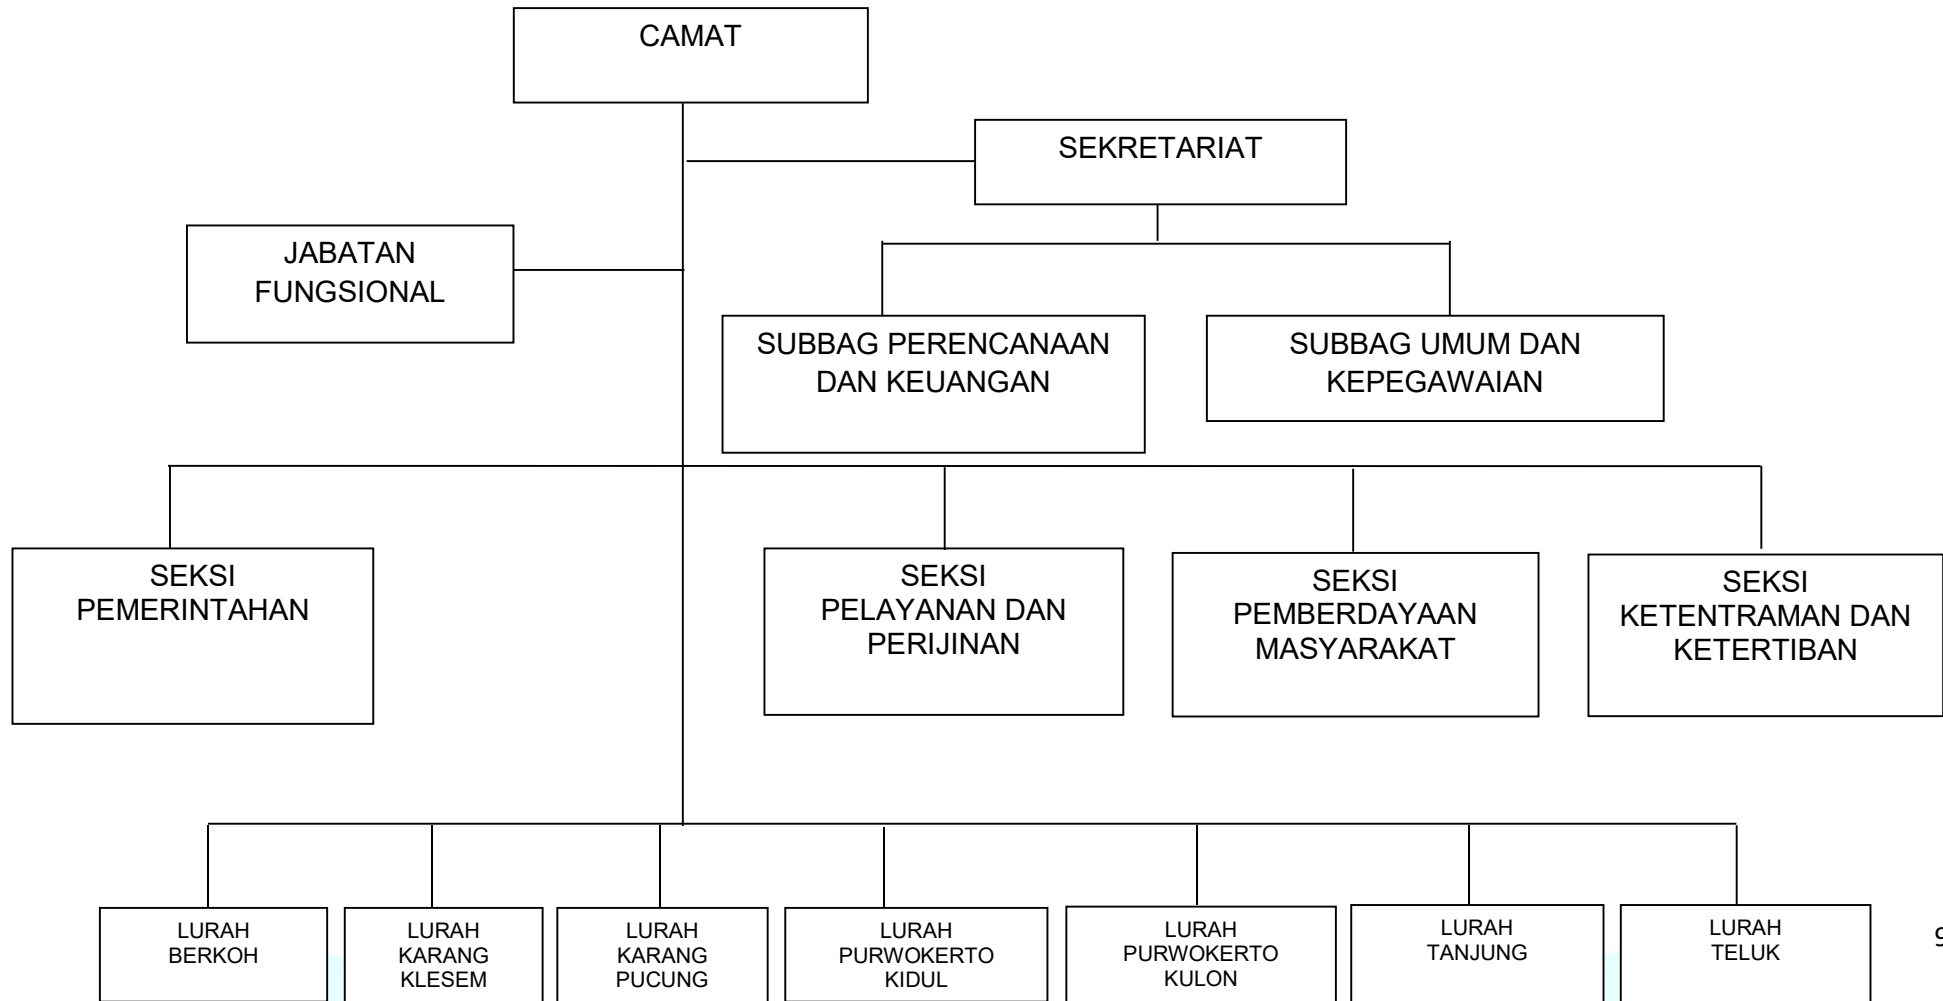 CAMAT
SEKRETARIAT
JABATAN
FUNGSIONAL
SUBBAG PERENCANAAN
DAN KEUANGAN
SUBBAG UMUM DAN
KEPEGAWAIAN
SEKSI
PEMERINTAHAN
SEKSI
PELAYANAN DAN
PERIJINAN
SEKSI
PEMBERDAYAAN
MASYARAKAT
SEKSI
KETENTRAMAN DAN
KETERTIBAN
LURAH
BERKOH
LURAH
KARANG
KLESEM
LURAH
KARANG
PUCUNG
LURAH
PURWOKERTO
KIDUL
LURAH
PURWOKERTO
KULON
LURAH
TANJUNG
LURAH
TELUK
9